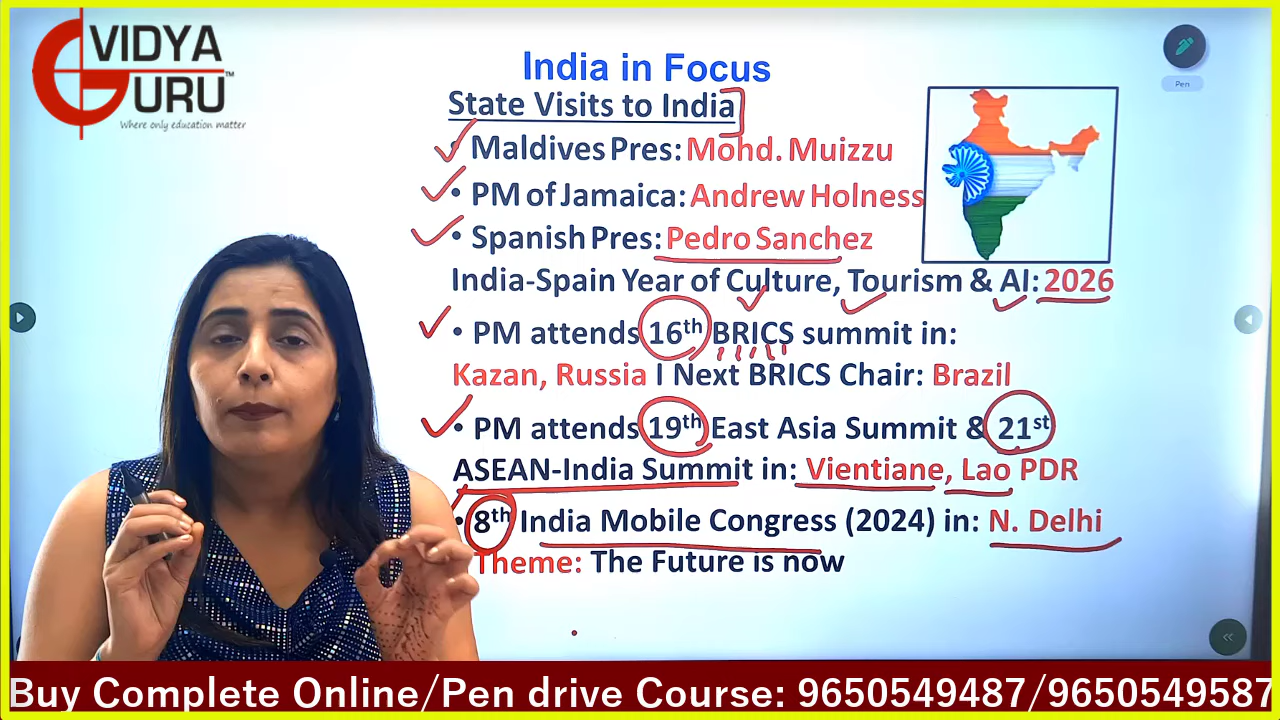 VIDYA
GURU™
Where only education matter
Pen
India in Focus
State Visits to India
• Maldives Pres: Mohd. Muizzu
• PM of Jamaica: Andrew Holness
• Spanish Pres: Pedro Sanchez
India-Spain Year of Culture, Tourism & AI: 2026
• PM attends 16th BRICS summit in:
Kazan, Russia I Next BRICS Chair: Brazil
• PM attends 19th East Asia Summit & 21st
ASEAN-India Summit in: Vientiane, Lao PDR
• 8th India Mobile Congress (2024) in: N. Delhi
Theme: The Future is now
Buy Complete Online/Pen drive Course: 9650549487/9650549587